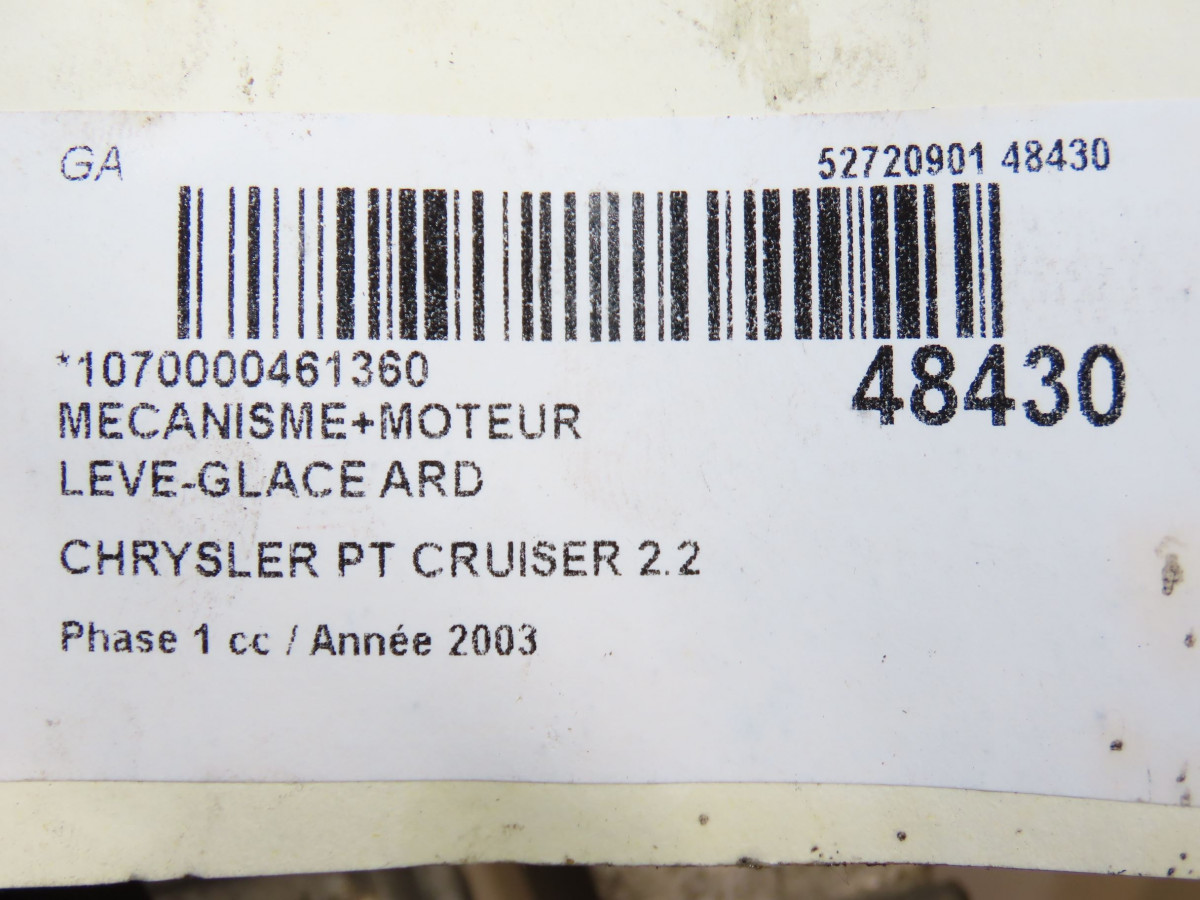 GA
52720901 48430
*1070000461360
48430
MECANISME+MOTEUR
LEVE-GLACE ARD
CHRYSLER PT CRUISER 2.2
Phase 1 cc / Année 2003